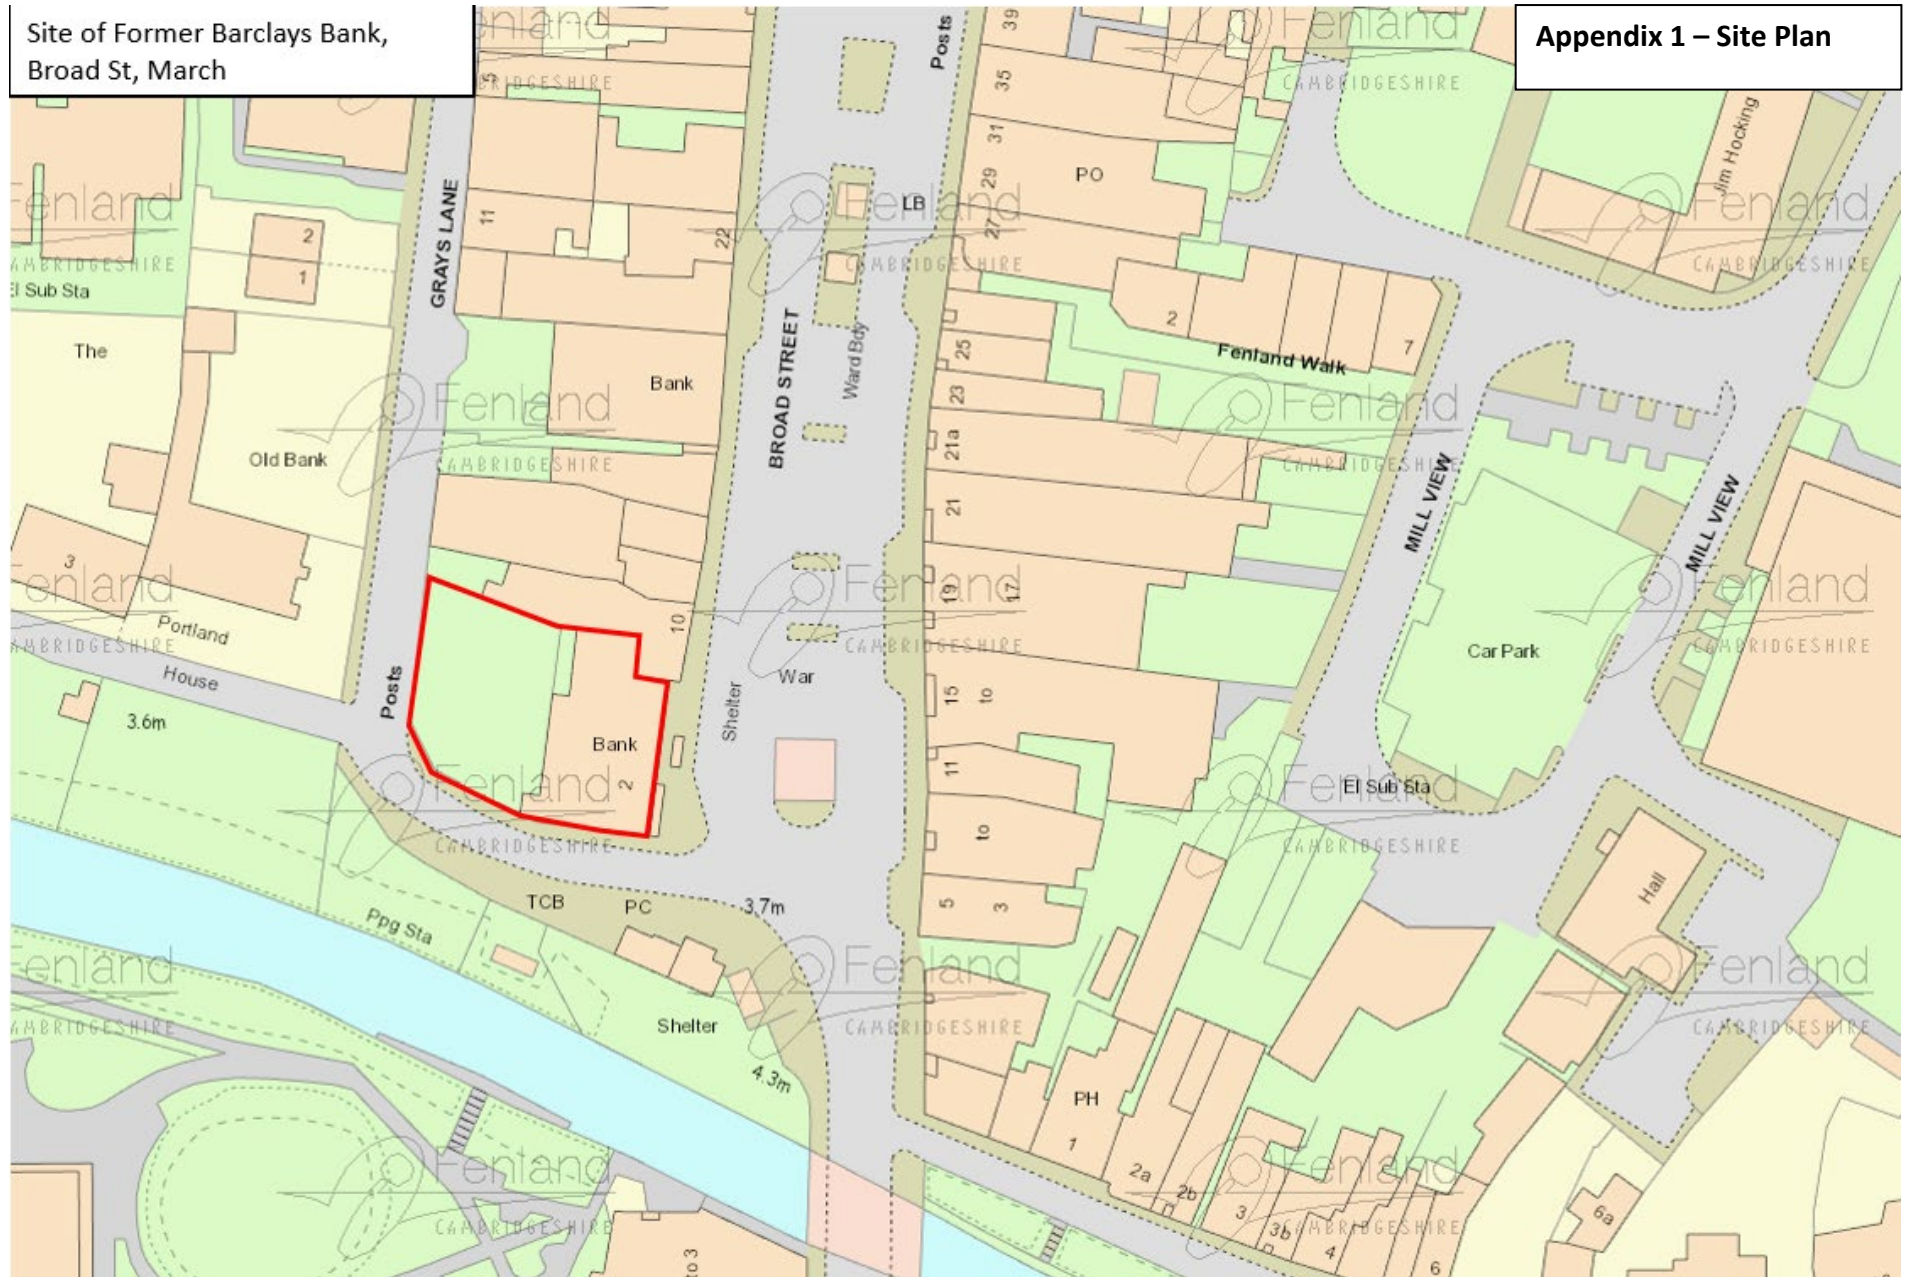 Site of Former Barclays Bank,
Broad St, March
Appendix 1 – Site Plan
Posts
39
35
31
29
27
PO
LB
5
11
22
GRAYS LANE
2
1
El Sub Sta
The
Old Bank
Bank
BROAD STREET
Ward Bdy
25
23
21a
21
19
17
2
Fenland Walk
7
Jim Hocking
MILL VIEW
MILL VIEW
Car Park
3
Portland
House
Posts
3.6m
10
Bank
2
Shelter
War
15
to
11
to
5
3
El Sub Sta
Hall
TCB
PC
3.7m
Ppg Sta
Shelter
4.3m
PH
1
2a
2b
3
3b
4
6
6a
to 3
Fenland
CAMBRIDGESHIRE